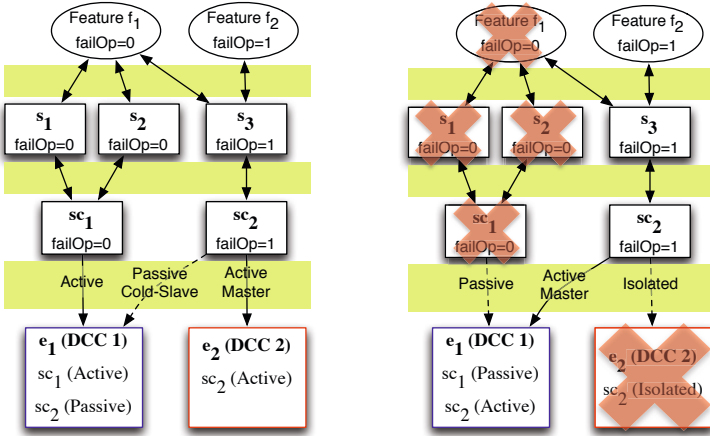 Feature f1
failOp=0
Feature f2
failOp=1
s1
failOp=0
s2
failOp=0
s3
failOp=1
sc1
failOp=0
sc2
failOp=1
Active
Passive
Cold-Slave
Active
Master
e1 (DCC 1)
sc1 (Active)
sc2 (Passive)
e2 (DCC 2)
sc2 (Active)
Feature f1
failOp=0
Feature f2
failOp=1
s1
failOp=0
s2
failOp=0
s3
failOp=1
sc1
failOp=0
sc2
failOp=1
Passive
Active
Master
Isolated
e1 (DCC 1)
sc1 (Passive)
sc2 (Active)
e2 (DCC 2)
sc2 (Isolated)